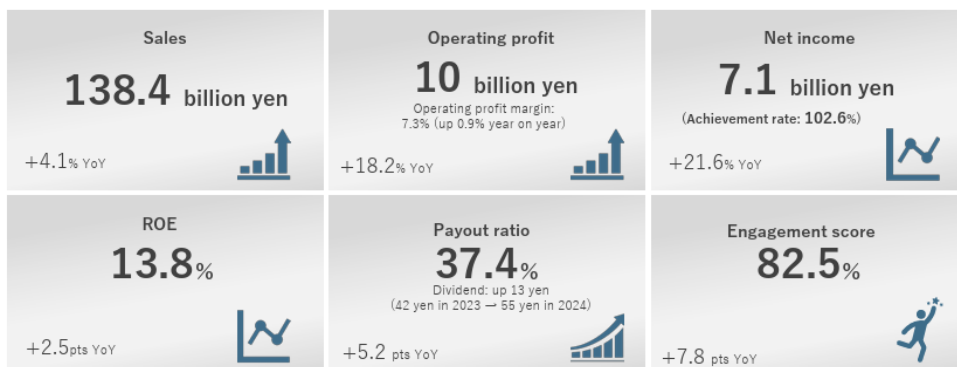 Sales
138.4 billion yen
+4.1% YoY
Operating profit
10 billion yen
Operating profit margin:
7.3% (up 0.9% year on year)
+18.2% YoY
Net income
7.1 billion yen
(Achievement rate: 102.6%)
+21.6% YoY
ROE
13.8%
+2.5pts YoY
Payout ratio
37.4%
Dividend: up 13 yen
(42 yen in 2023 → 55 yen in 2024)
+5.2 pts YoY
Engagement score
82.5%
+7.8 pts YoY